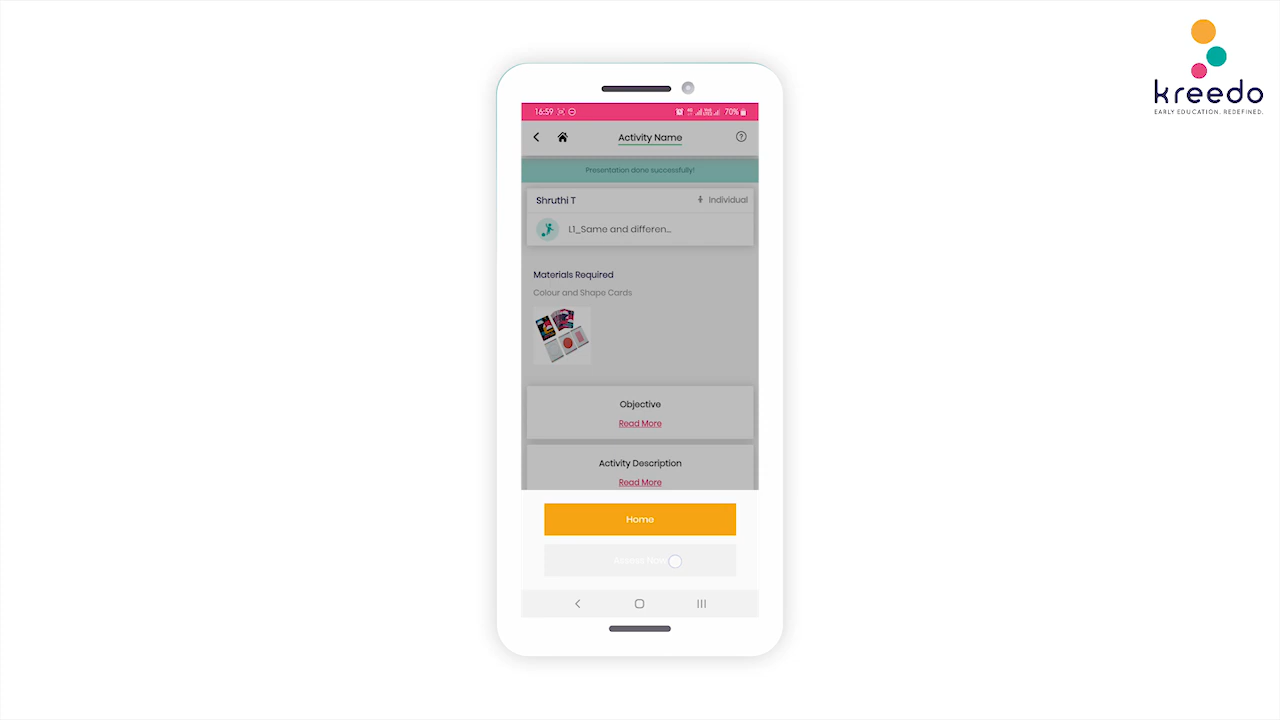 kreedo
EARLY EDUCATION. REDEFINED.
16:59 70%
Activity Name
Presentation done successfully!
Shruthi T Individual
L1_Same and differen...
Materials Required
Colour and Shape Cards
Objective
Read More
Activity Description
Read More
Home